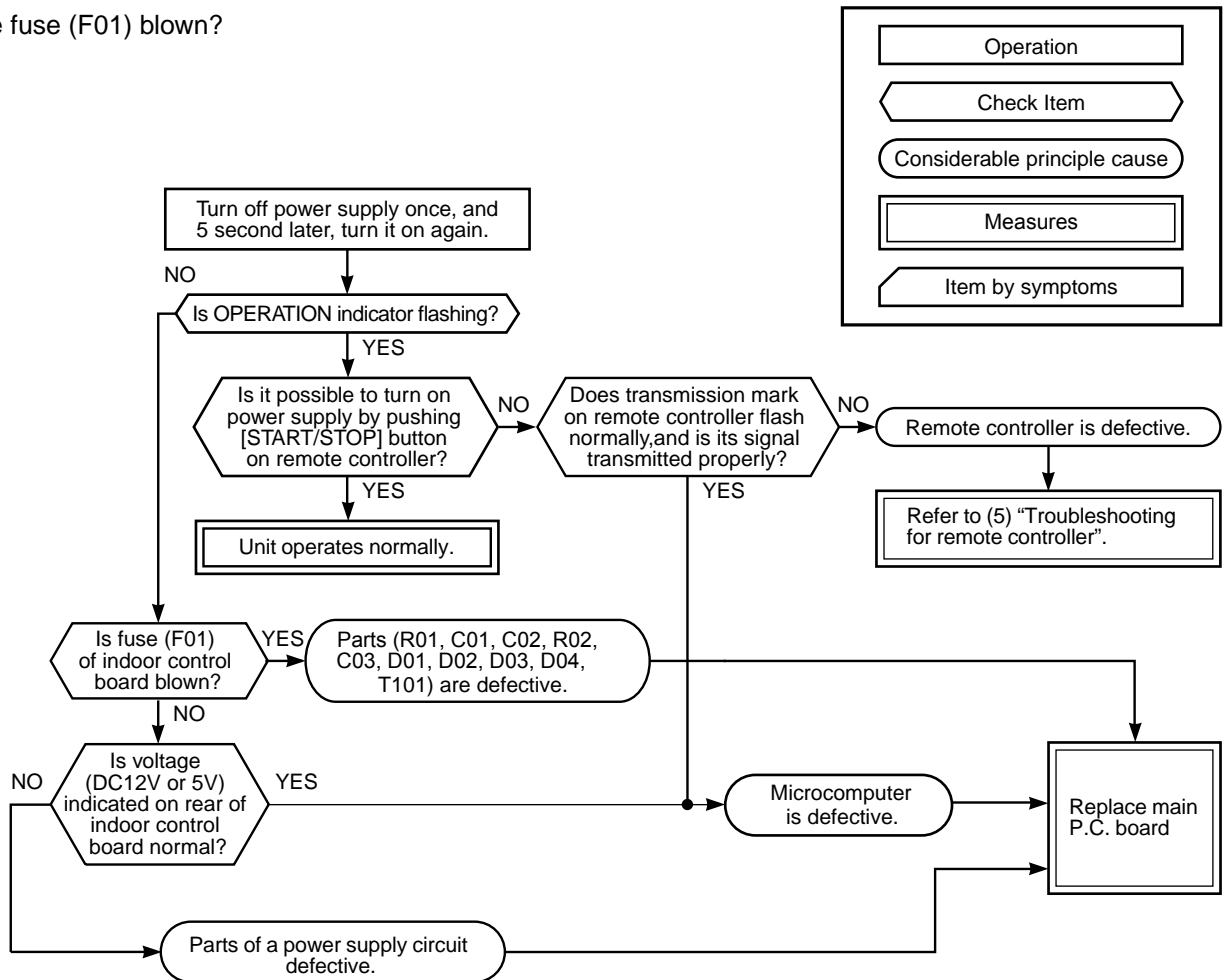 fuse (F01) blown?
Operation
Check Item
Considerable principle cause
Measures
Item by symptoms
Turn off power supply once, and
5 second later, turn it on again.
NO
Is OPERATION indicator flashing?
YES
Is it possible to turn on
power supply by pushing
[START/STOP] button
on remote controller?
NO
Does transmission mark
on remote controller flash
normally,and is its signal
transmitted properly?
NO
Remote controller is defective.
YES
YES
Unit operates normally.
Refer to (5) “Troubleshooting
for remote controller”.
Is fuse (F01)
of indoor control
board blown?
YES
Parts (R01, C01, C02, R02,
C03, D01, D02, D03, D04,
T101) are defective.
NO
NO
Is voltage
(DC12V or 5V)
indicated on rear of
indoor control
board normal?
YES
Microcomputer
is defective.
Replace main
P.C. board
Parts of a power supply circuit
defective.